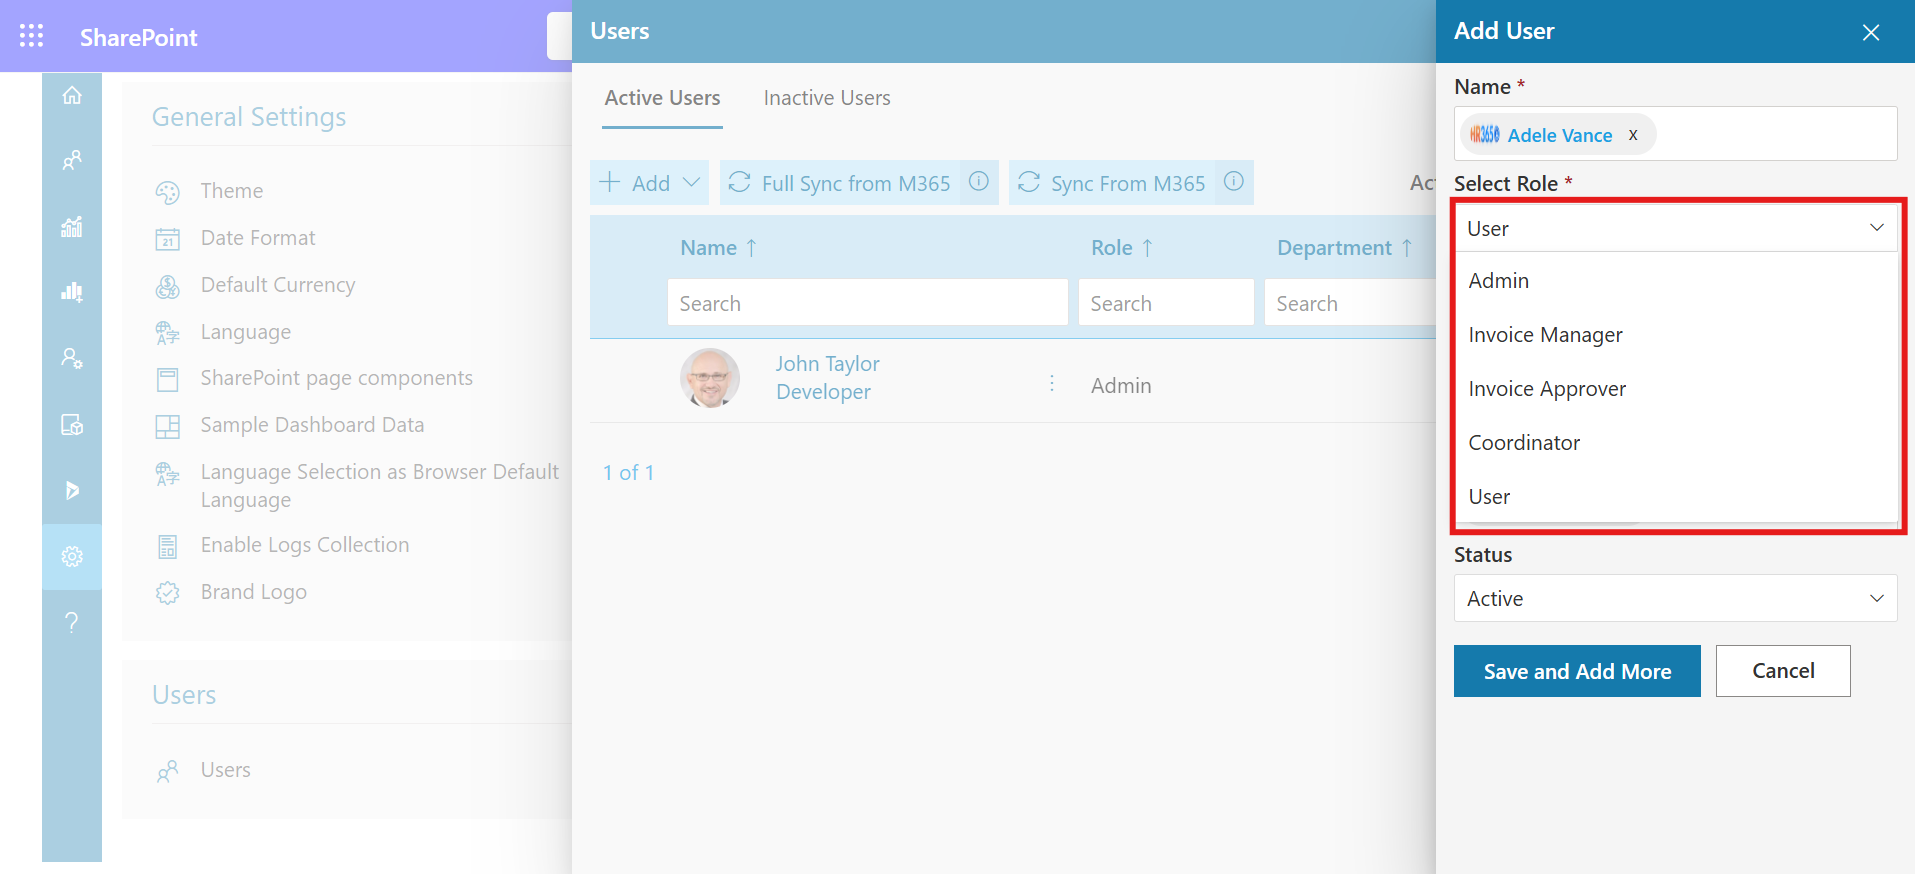 SharePoint
General Settings
Theme
21
Date Format
Default Currency
Language
SharePoint page components
Sample Dashboard Data
Language Selection as Browser Default
Language
Enable Logs Collection
Brand Logo
Users
Users
Users
Active Users
Inactive Users
Add
Full Sync from M365
Sync From M365
Name ↑
Role ↑
Department ↑
Search
Search
Search
John Taylor
Developer
Admin
1 of 1
Add User
Name *
HR365
Adele Vance x
Select Role *
User
Admin
Invoice Manager
Invoice Approver
Coordinator
User
Status
Active
Save and Add More
Cancel